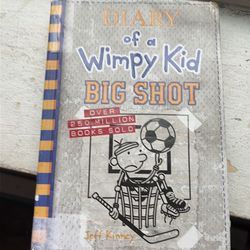 DIARY
of a
Wimpy Kid
BIG SHOT
OVER
250 MILLION
BOOKS SOLD
Jeff Kinney